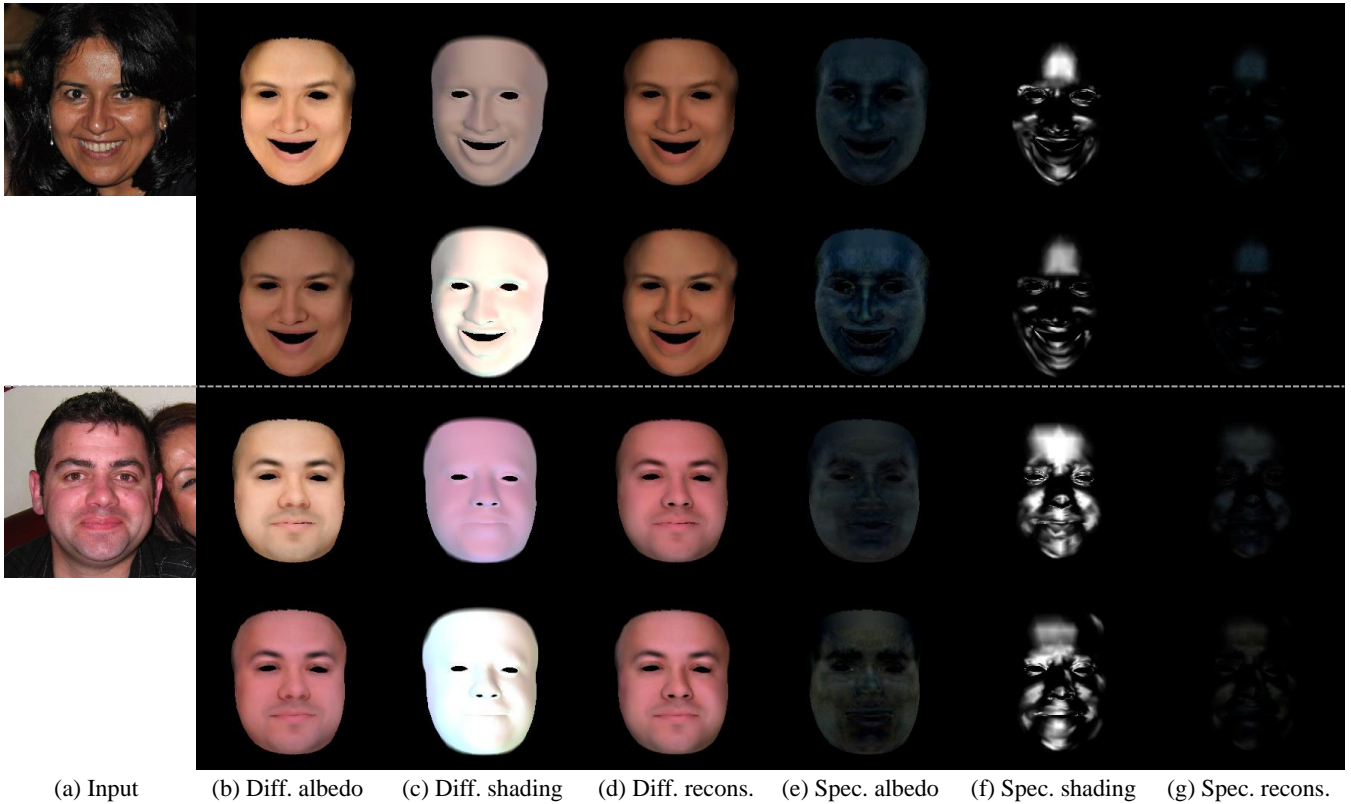 (a) Input (b) Diff. albedo (c) Diff. shading (d) Diff. recons. (e) Spec. albedo (f) Spec. shading (g) Spec. recons.